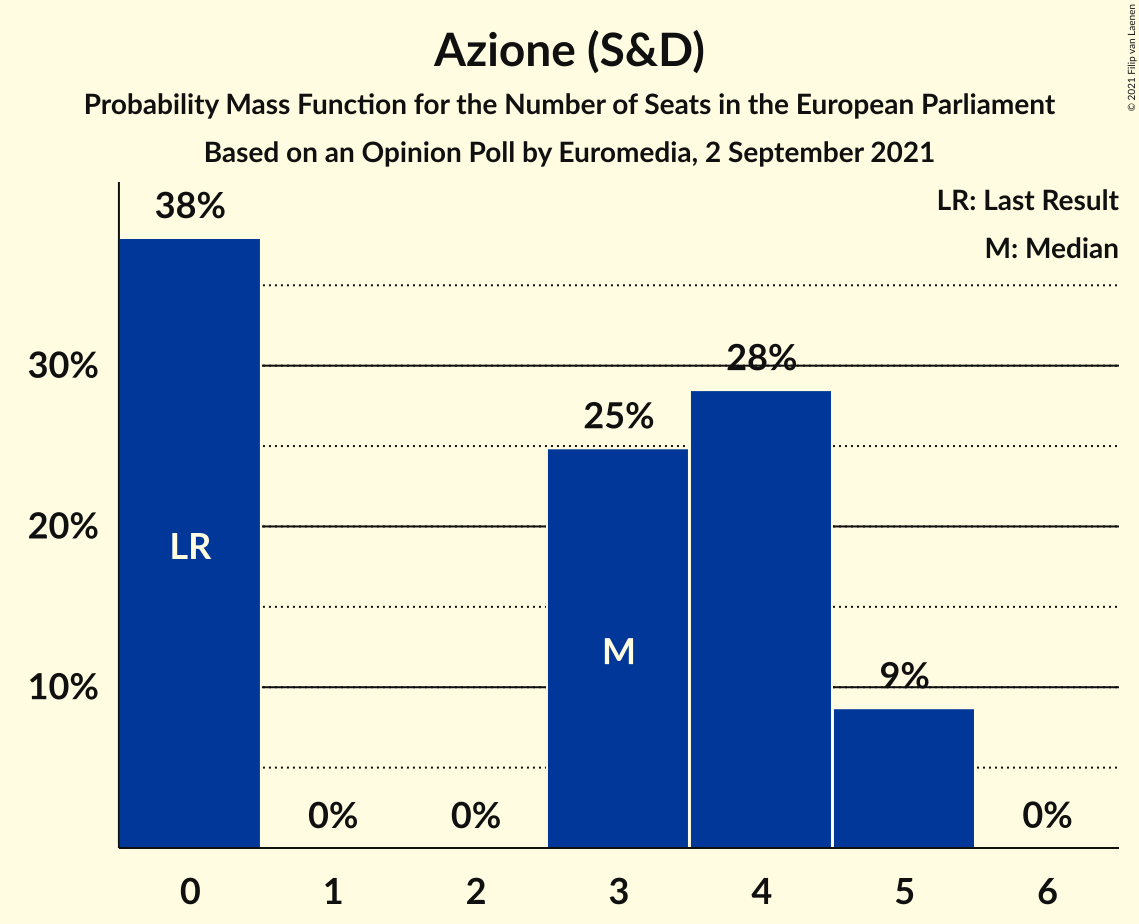 Azione (S&D)
Probability Mass Function for the Number of Seats in the European Parliament
Based on an Opinion Poll by Euromedia, 2 September 2021
© 2021 Filip van Laenen
LR: Last Result
M: Median
38%
30%
28%
25%
20%
LR
M
10%
9%
0%
0%
0%
0
1
2
3
4
5
6